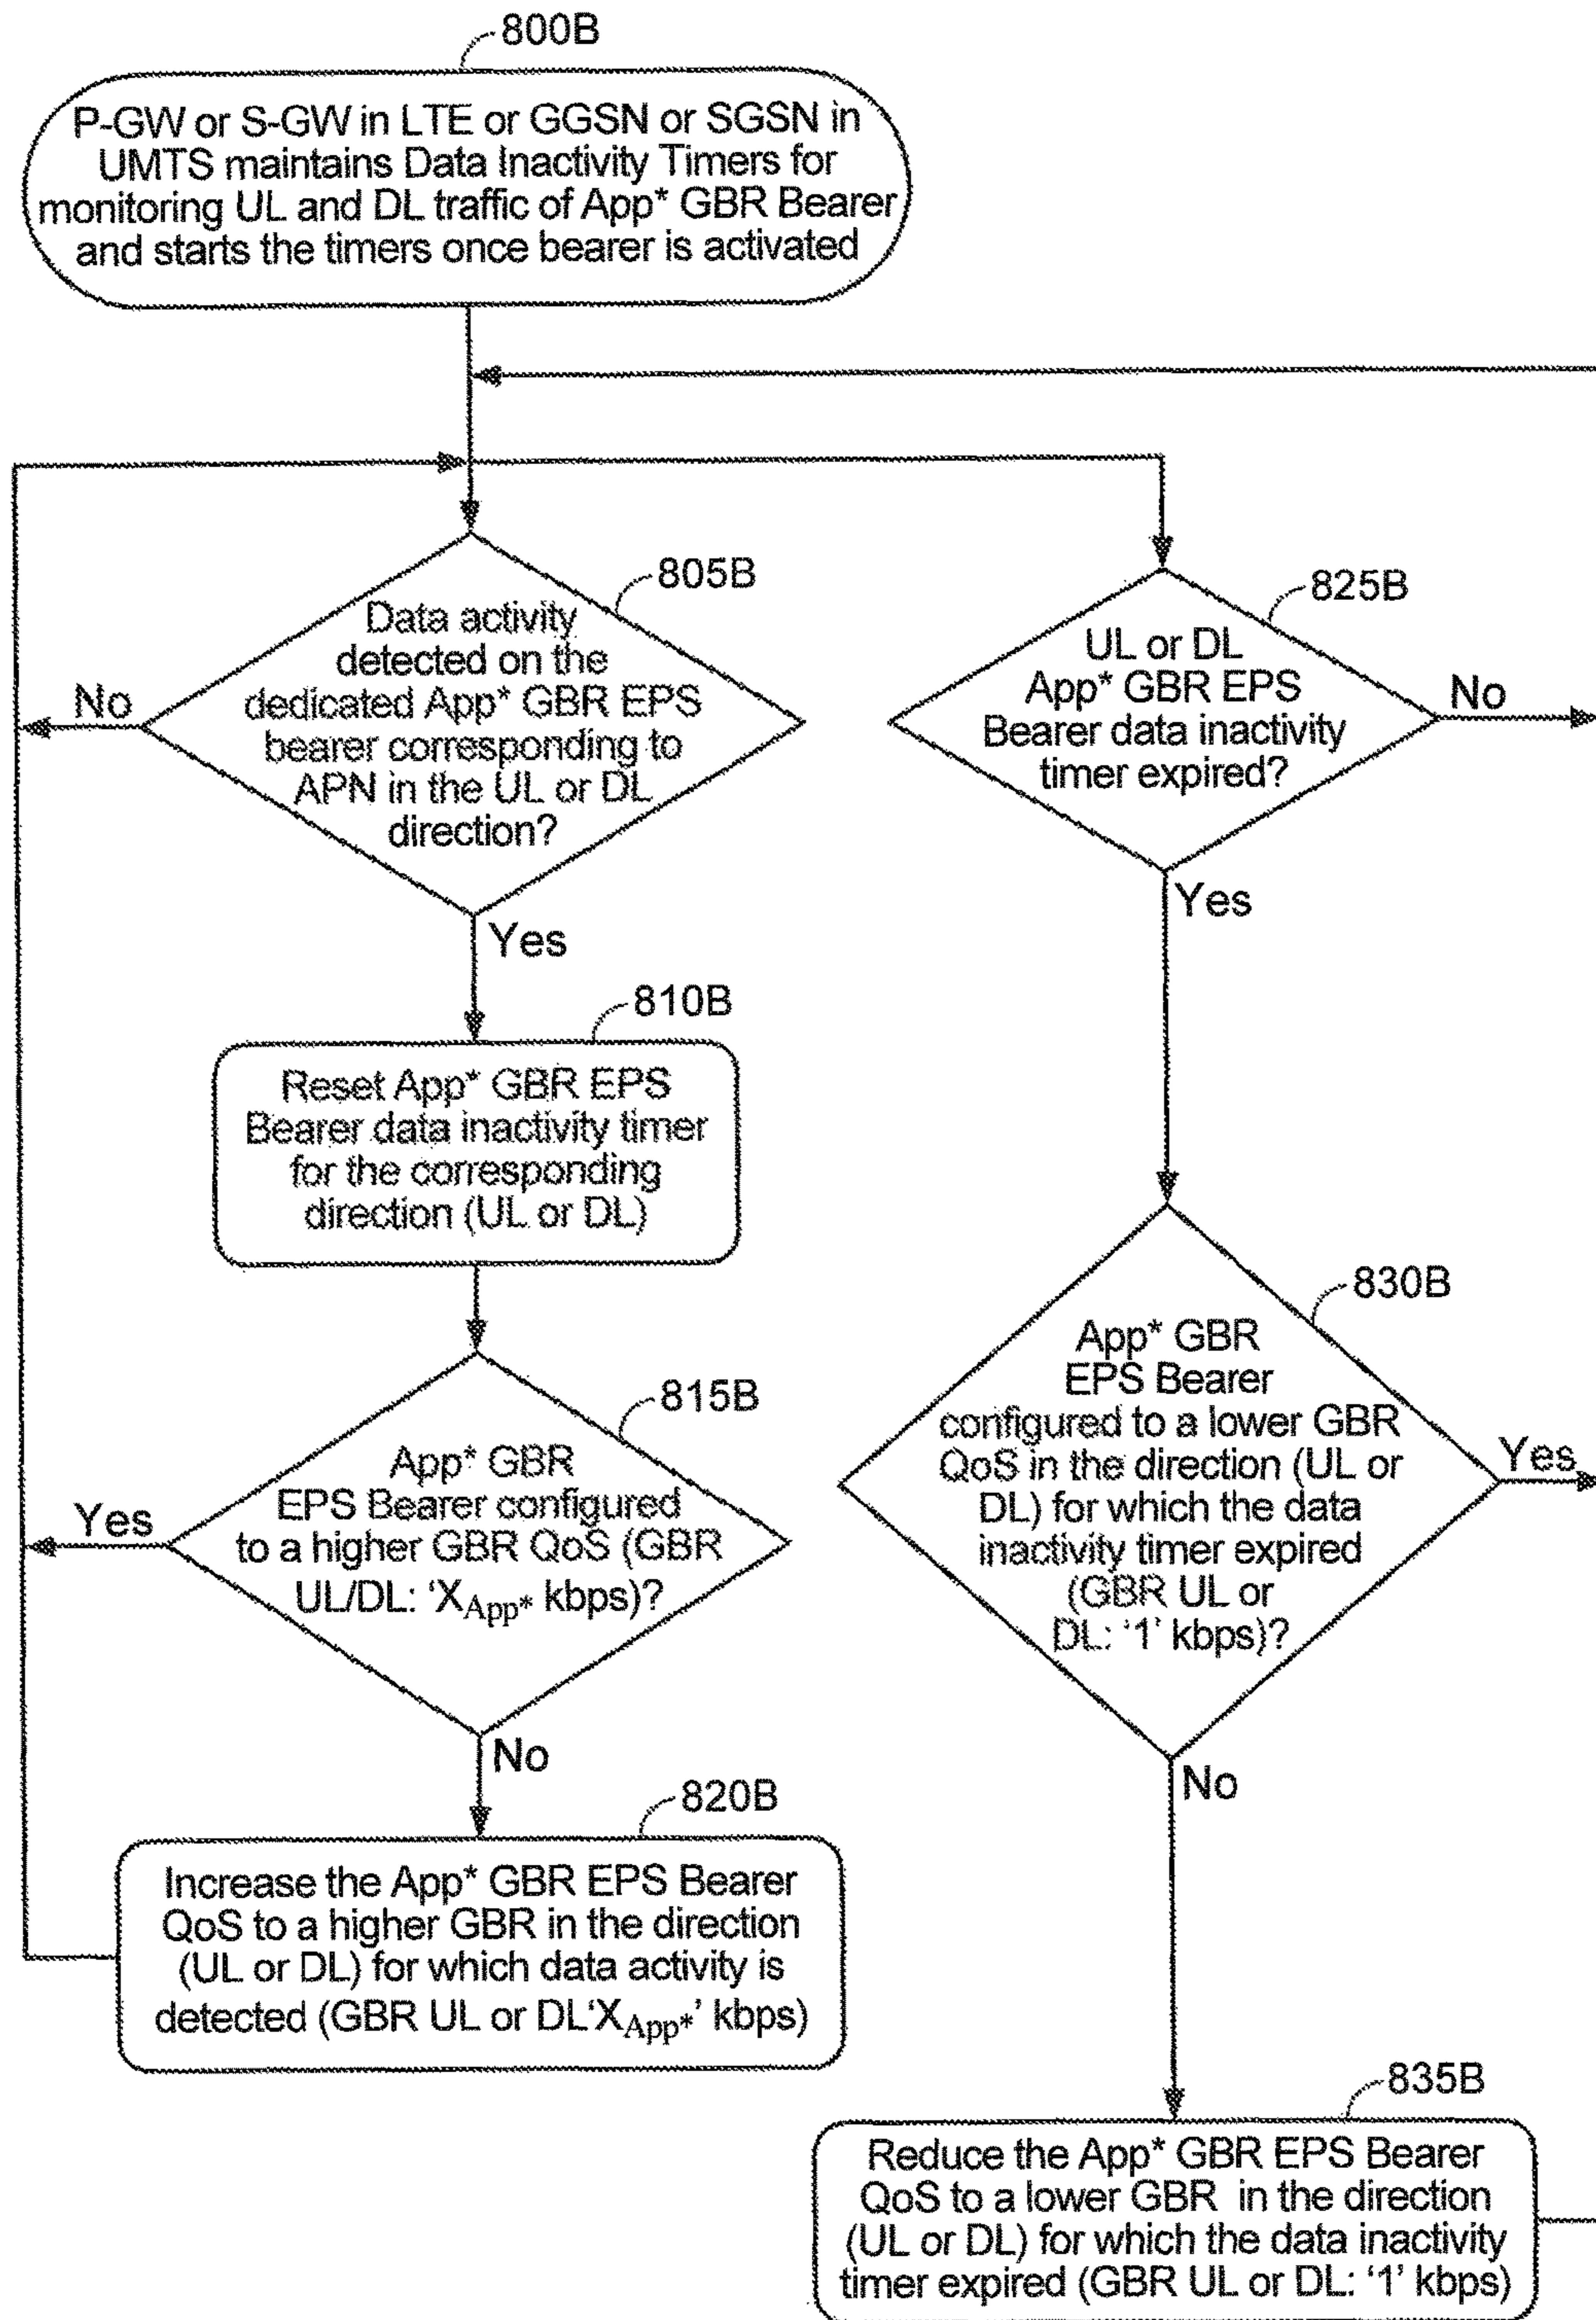 800B
P-GW or S-GW in LTE or GGSN or SGSN in
UMTS maintains Data Inactivity Timers for
monitoring UL and DL traffic of App* GBR Bearer
and starts the timers once bearer is activated
805B
Data activity
detected on the
dedicated App* GBR EPS
bearer corresponding to
APN in the UL or DL
direction?
No
Yes
810B
Reset App* GBR EPS
Bearer data inactivity timer
for the corresponding
direction (UL or DL)
815B
App* GBR
EPS Bearer configured
to a higher GBR QoS (GBR
UL/DL: ‘XApp* kbps)?
Yes
No
820B
Increase the App* GBR EPS Bearer
QoS to a higher GBR in the direction
(UL or DL) for which data activity is
detected (GBR UL or DL‘XApp*’ kbps)
825B
UL or DL
App* GBR EPS
Bearer data inactivity
timer expired?
No
Yes
830B
App* GBR
EPS Bearer
configured to a lower GBR
QoS in the direction (UL or
DL) for which the data
inactivity timer expired
(GBR UL or
DL: ‘1’ kbps)?
Yes
No
835B
Reduce the App* GBR EPS Bearer
QoS to a lower GBR in the direction
(UL or DL) for which the data inactivity
timer expired (GBR UL or DL: ‘1’ kbps)